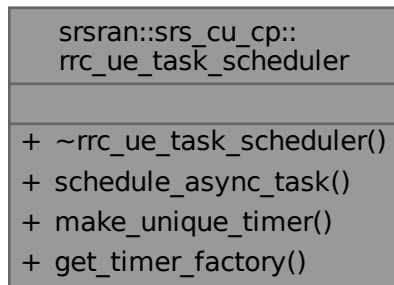 srsran::srs_cu_cp::
rrc_ue_task_scheduler
+ ~rrc_ue_task_scheduler()
+ schedule_async_task()
+ make_unique_timer()
+ get_timer_factory()